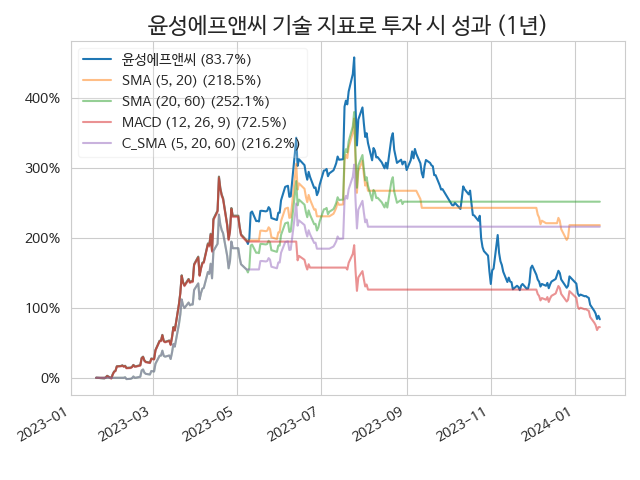 윤성에프앤씨 기술 지표로 투자 시 성과 (1년)
윤성에프앤씨 (83.7%)
SMA (5, 20) (218.5%)
SMA (20, 60) (252.1%)
MACD (12, 26, 9) (72.5%)
C_SMA (5, 20, 60) (216.2%)
400%
300%
200%
100%
0%
2023-01
2023-03
2023-05
2023-07
2023-09
2023-11
2024-01